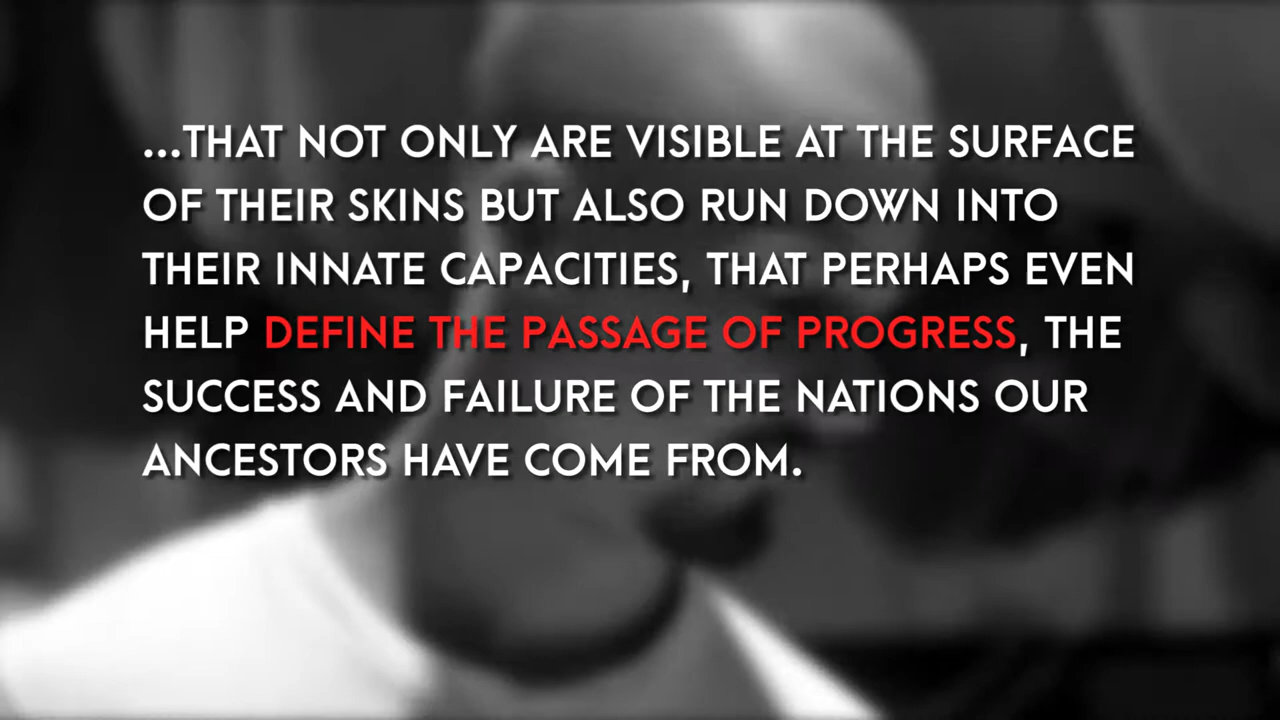 ...THAT NOT ONLY ARE VISIBLE AT THE SURFACE
OF THEIR SKINS BUT ALSO RUN DOWN INTO
THEIR INNATE CAPACITIES, THAT PERHAPS EVEN
HELP DEFINE THE PASSAGE OF PROGRESS, THE
SUCCESS AND FAILURE OF THE NATIONS OUR
ANCESTORS HAVE COME FROM.